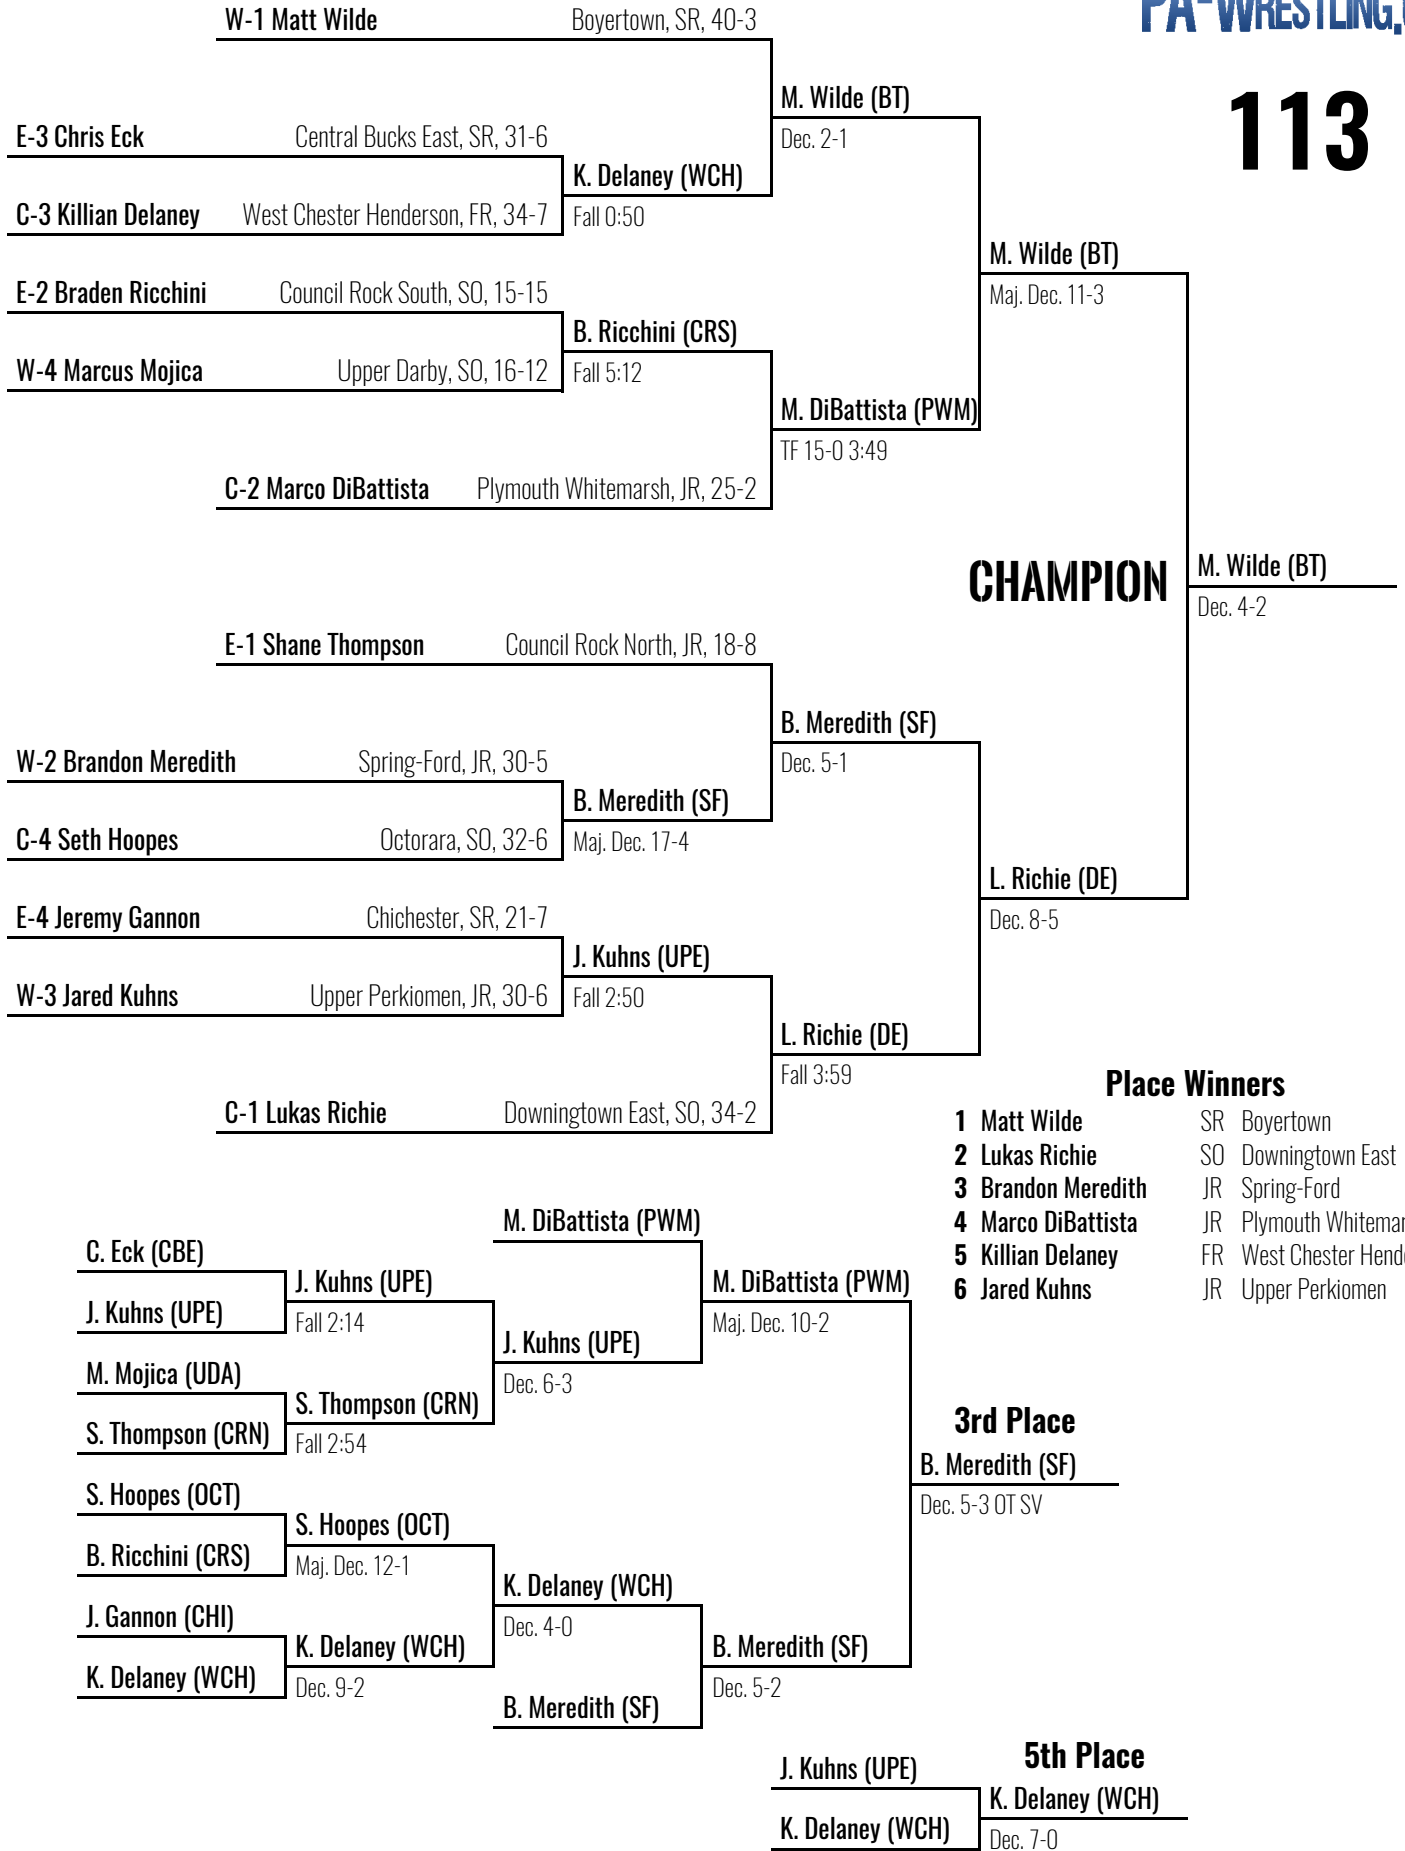 PA-WRESTLING.
113
W-1 Matt Wilde Boyertown, SR, 40-3
M. Wilde (BT)
Dec. 2-1
E-3 Chris Eck Central Bucks East, SR, 31-6
K. Delaney (WCH)
Fall 0:50
C-3 Killian Delaney West Chester Henderson, FR, 34-7
M. Wilde (BT)
Maj. Dec. 11-3
E-2 Braden Ricchini Council Rock South, SO, 15-15
B. Ricchini (CRS)
Fall 5:12
W-4 Marcus Mojica Upper Darby, SO, 16-12
M. DiBattista (PWM)
TF 15-0 3:49
C-2 Marco DiBattista Plymouth Whitemarsh, JR, 25-2
CHAMPION
M. Wilde (BT)
Dec. 4-2
E-1 Shane Thompson Council Rock North, JR, 18-8
B. Meredith (SF)
Dec. 5-1
W-2 Brandon Meredith Spring-Ford, JR, 30-5
B. Meredith (SF)
Maj. Dec. 17-4
C-4 Seth Hoopes Octorara, SO, 32-6
L. Richie (DE)
Dec. 8-5
E-4 Jeremy Gannon Chichester, SR, 21-7
J. Kuhns (UPE)
Fall 2:50
W-3 Jared Kuhns Upper Perkiomen, JR, 30-6
L. Richie (DE)
Fall 3:59
C-1 Lukas Richie Downingtown East, SO, 34-2
Place Winners
1 Matt Wilde SR Boyertown
2 Lukas Richie SO Downingtown East
3 Brandon Meredith JR Spring-Ford
4 Marco DiBattista JR Plymouth Whitemar
5 Killian Delaney FR West Chester Hend
6 Jared Kuhns JR Upper Perkiomen
M. DiBattista (PWM)
C. Eck (CBE)
J. Kuhns (UPE)
Fall 2:14
J. Kuhns (UPE)
M. DiBattista (PWM)
Maj. Dec. 10-2
J. Kuhns (UPE)
Dec. 6-3
M. Mojica (UDA)
S. Thompson (CRN)
Fall 2:54
S. Thompson (CRN)
3rd Place
B. Meredith (SF)
Dec. 5-3 OT SV
S. Hoopes (OCT)
S. Hoopes (OCT)
Maj. Dec. 12-1
B. Ricchini (CRS)
K. Delaney (WCH)
Dec. 4-0
J. Gannon (CHI)
K. Delaney (WCH)
Dec. 9-2
K. Delaney (WCH)
B. Meredith (SF)
Dec. 5-2
B. Meredith (SF)
5th Place
J. Kuhns (UPE)
K. Delaney (WCH)
Dec. 7-0
K. Delaney (WCH)